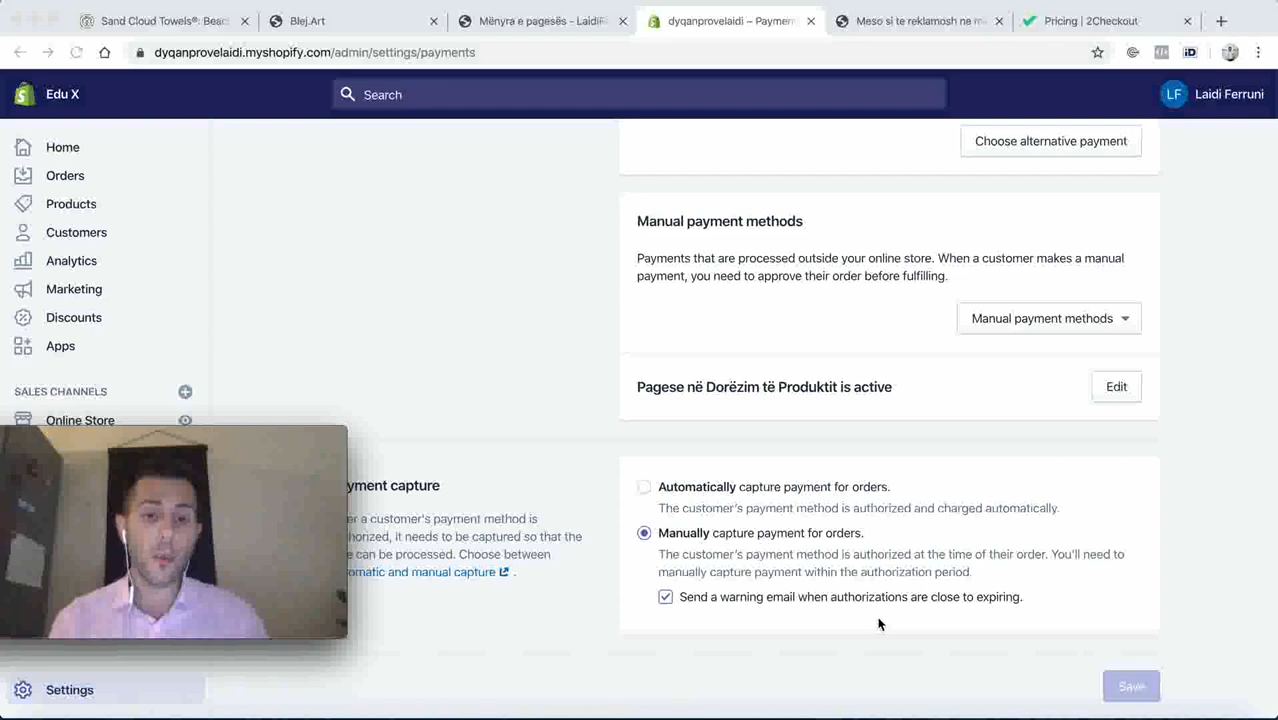 Sand Cloud Towels®: Beac
Blej.Art
Mënyra e pagesës - LaidiF
dyqanprovelaidi – Paymen
Meso si te reklamosh ne m
Pricing | 2Checkout
dyqanprovelaidi.myshopify.com/admin/settings/payments
iD
Edu X
Search
LF
Laidi Ferruni
Home
Orders
Products
Customers
Analytics
Marketing
Discounts
Apps
SALES CHANNELS
Online Store
Settings
Choose alternative payment
Manual payment methods
Payments that are processed outside your online store. When a customer makes a manual
payment, you need to approve their order before fulfilling.
Manual payment methods
Pagese në Dorëzim të Produktit is active
Edit
yment capture
er a customer's payment method is
horized, it needs to be captured so that the
e can be processed. Choose between
omatic and manual capture .
Automatically capture payment for orders.
The customer's payment method is authorized and charged automatically.
Manually capture payment for orders.
The customer's payment method is authorized at the time of their order. You'll need to
manually capture payment within the authorization period.
Send a warning email when authorizations are close to expiring.
Save